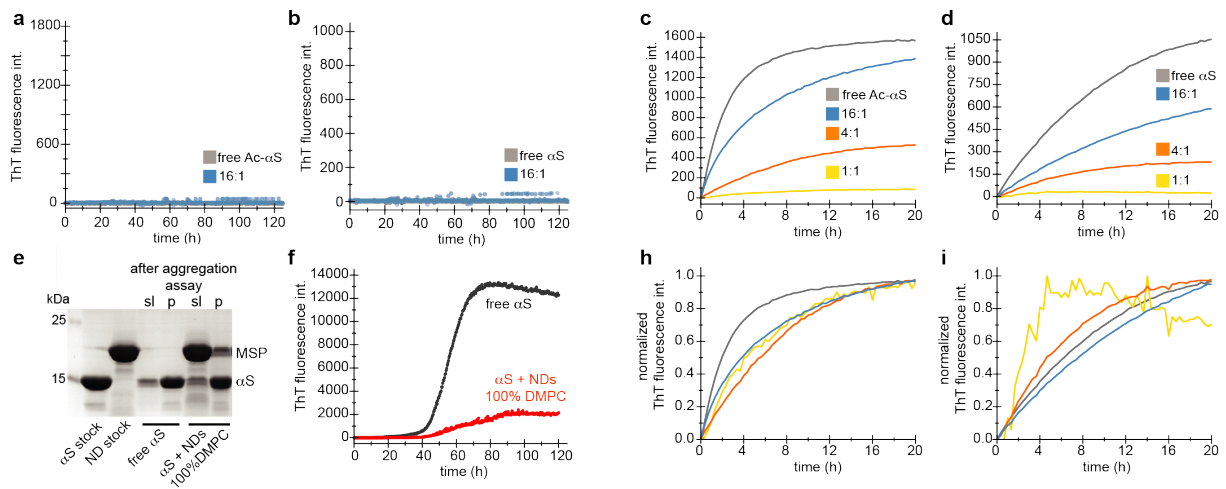 a
ThT fluorescence int.
1800
1200
600
0
0 20 40 60 80 100 120
time (h)
free Ac-αS
16:1
b
ThT fluorescence int.
1000
800
600
400
200
0
0 20 40 60 80 100 120
time (h)
free αS
16:1
c
ThT fluorescence int.
1600
1400
1200
1000
800
600
400
200
0
0 4 8 12 16 20
time (h)
free Ac-αS
16:1
4:1
1:1
d
ThT fluorescence int.
1050
900
750
600
450
300
150
0
0 4 8 12 16 20
time (h)
free αS
16:1
4:1
1:1
e
after aggregation
assay
kDa
sl p sl p
25
15
MSP
αS
αS stock
ND stock
free αS
αS + NDs
100%DMPC
f
ThT fluorescence int.
14000
12000
10000
8000
6000
4000
2000
0
0 20 40 60 80 100 120
time (h)
free αS
αS + NDs
100% DMPC
h
normalized
ThT fluorescence int.
1.0
0.8
0.6
0.4
0.2
0.0
0 4 8 12 16 20
time (h)
i
normalized
ThT fluorescence int.
1.0
0.8
0.6
0.4
0.2
0.0
0 4 8 12 16 20
time (h)